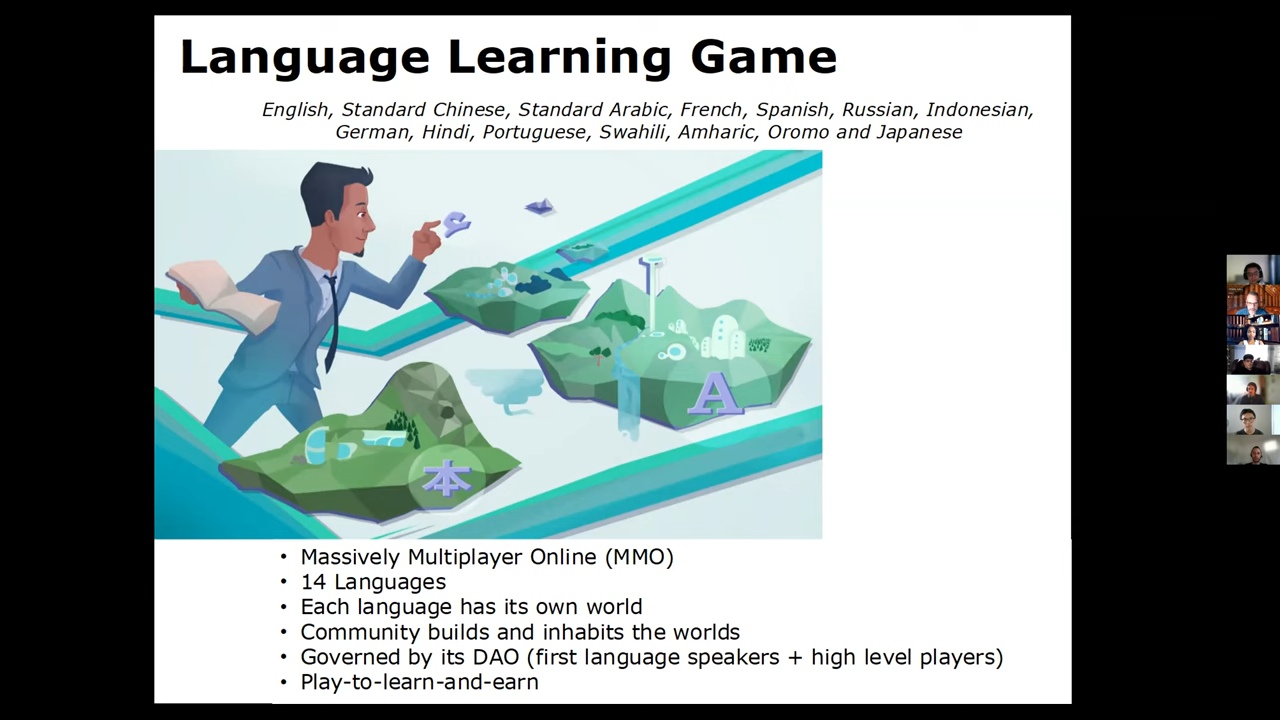 Language Learning Game
English, Standard Chinese, Standard Arabic, French, Spanish, Russian, Indonesian,
German, Hindi, Portuguese, Swahili, Amharic, Oromo and Japanese
A
本
• Massively Multiplayer Online (MMO)
• 14 Languages
• Each language has its own world
• Community builds and inhabits the worlds
• Governed by its DAO (first language speakers + high level players)
• Play-to-learn-and-earn